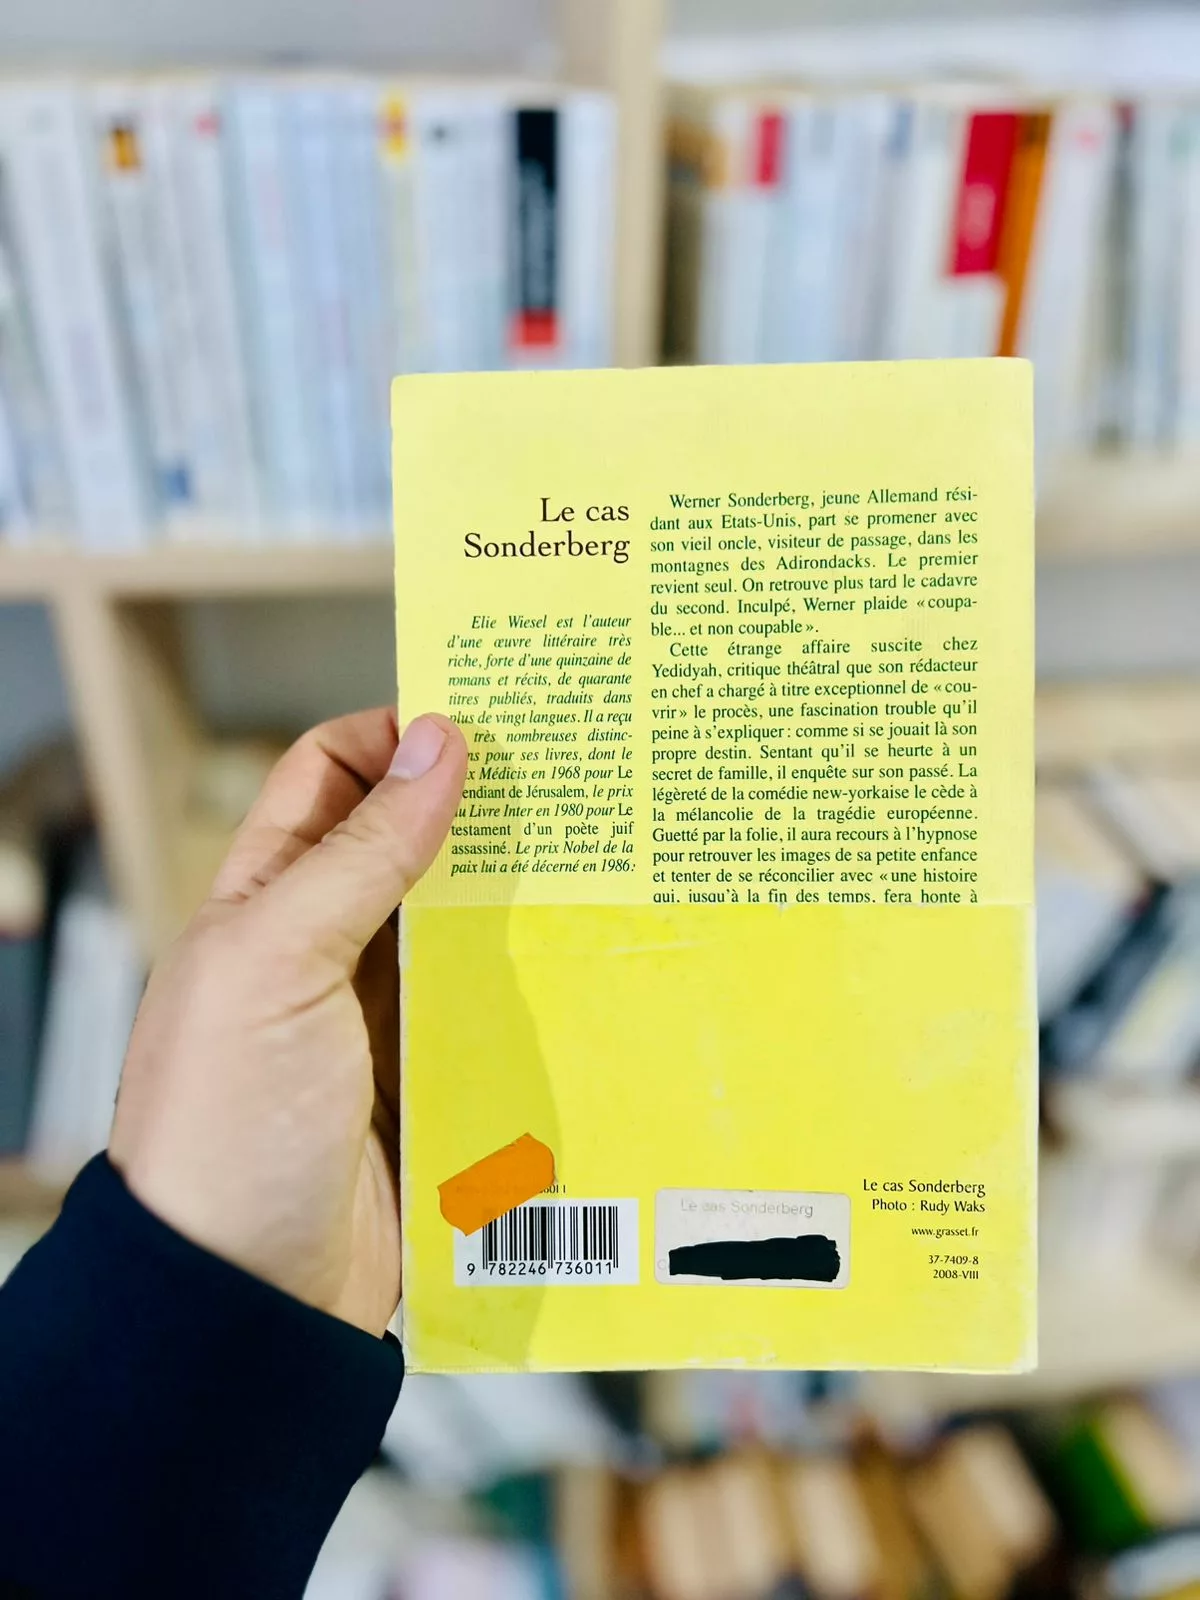 Le cas
Sonderberg
Elie Wiesel est l'auteur
d'une œuvre littéraire très
riche, forte d'une quinzaine de
romans et récits, de quarante
titres publiés, traduits dans
plus de vingt langues. Il a reçu
très nombreuses distinc-
ns pour ses livres, dont le
x Médicis en 1968 pour Le
endiant de Jérusalem, le prix
u Livre Inter en 1980 pour Le
testament d'un poète juif
assassiné. Le prix Nobel de la
paix lui a été décerné en 1986.
Werner Sonderberg, jeune Allemand rési-
dant aux Etats-Unis, part se promener avec
son vieil oncle, visiteur de passage, dans les
montagnes des Adirondacks. Le premier
revient seul. On retrouve plus tard le cadavre
du second. Inculpé, Werner plaide « coupa-
ble... et non coupable ».
Cette étrange affaire suscite chez
Yedidyah, critique théâtral que son rédacteur
en chef a chargé à titre exceptionnel de « cou-
vrir » le procès, une fascination trouble qu'il
peine à s'expliquer : comme si se jouait là son
propre destin. Sentant qu'il se heurte à un
secret de famille, il enquête sur son passé. La
légèreté de la comédie new-yorkaise le cède à
la mélancolie de la tragédie européenne.
Guetté par la folie, il aura recours à l'hypnose
pour retrouver les images de sa petite enfance
et tenter de se réconcilier avec « une histoire
qui, jusqu'à la fin des temps, fera honte à
9 782246 736011
Le cas Sonderberg
Le cas Sonderberg
Photo : Rudy Waks
www.grasset.fr
37-7409-8
2008-VIII